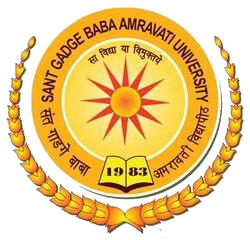 SANT GADGE BABA AMRAVATI UNIVERSITY
सा विद्या या विमुक्तये
संत गाडगे बाबा अमरावती विद्यापीठ
1983